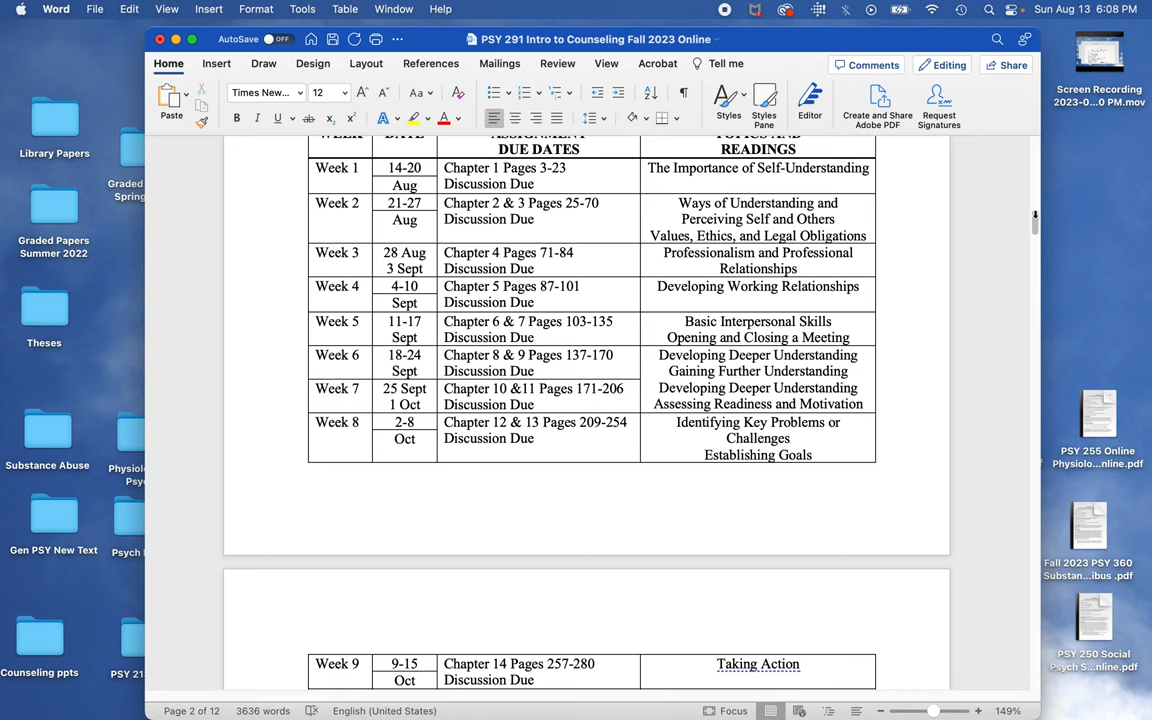 Word File Edit View Insert Format Tools Table Window Help Sun Aug 13 6:08 PM
AutoSave OFF PSY 291 Intro to Counseling Fall 2023 Online
Home Insert Draw Design Layout References Mailings Review View Acrobat Tell me Comments Editing Share
Times New... 12 Aa
Paste Styles Styles Pane Editor Create and Share Adobe PDF Request Signatures
DUE DATES READINGS
Week 1 14-20 Aug Chapter 1 Pages 3-23 Discussion Due The Importance of Self-Understanding
Week 2 21-27 Aug Chapter 2 & 3 Pages 25-70 Discussion Due Ways of Understanding and Perceiving Self and Others Values, Ethics, and Legal Obligations
Week 3 28 Aug 3 Sept Chapter 4 Pages 71-84 Discussion Due Professionalism and Professional Relationships
Week 4 4-10 Sept Chapter 5 Pages 87-101 Discussion Due Developing Working Relationships
Week 5 11-17 Sept Chapter 6 & 7 Pages 103-135 Discussion Due Basic Interpersonal Skills Opening and Closing a Meeting
Week 6 18-24 Sept Chapter 8 & 9 Pages 137-170 Discussion Due Developing Deeper Understanding Gaining Further Understanding
Week 7 25 Sept 1 Oct Chapter 10 &11 Pages 171-206 Discussion Due Developing Deeper Understanding Assessing Readiness and Motivation
Week 8 2-8 Oct Chapter 12 & 13 Pages 209-254 Discussion Due Identifying Key Problems or Challenges Establishing Goals
Week 9 9-15 Oct Chapter 14 Pages 257-280 Discussion Due Taking Action
Page 2 of 12 3636 words English (United States) Focus 149%
Library Papers
Graded
Spring
Graded Papers
Summer 2022
Theses
Substance Abuse
Physiol
Psy
Gen PSY New Text
Psych
Counseling ppts
PSY 21
Screen Recording
2023-0...0 PM.mov
PSY 255 Online
Physiolo...nline.pdf
Fall 2023 PSY 360
Substan...ibus .pdf
PSY 250 Social
Psych S...nline.pdf